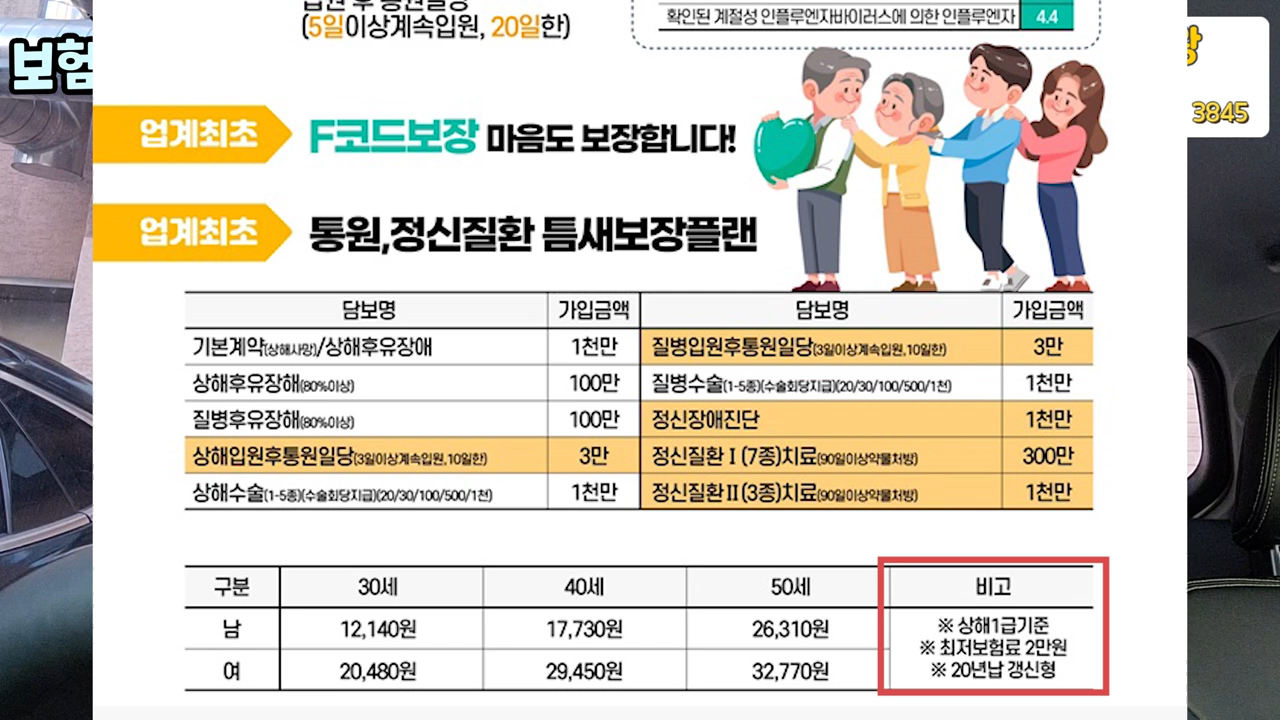 보험
(5일이상계속입원, 20일한)
확인된 계절성 인플루엔자바이러스에 의한 인플루엔자 4.4
3845
업계최초 F코드보장 마음도 보장합니다!
업계최초 통원,정신질환 틈새보장플랜
담보명 가입금액 담보명 가입금액
기본계약(상해사망)/상해후유장애 1천만 질병입원후통원일당(3일이상계속입원,10일한) 3만
상해후유장해(80%이상) 100만 질병수술(1-5종)(수술회당지급)(20/30/100/500/1천) 1천만
질병후유장해(80%이상) 100만 정신장애진단 1천만
상해입원후통원일당(3일이상계속입원,10일한) 3만 정신질환Ⅰ(7종)치료(90일이상약물처방) 300만
상해수술(1-5종)(수술회당지급)(20/30/100/500/1천) 1천만 정신질환Ⅱ(3종)치료(90일이상약물처방) 1천만
구분 30세 40세 50세 비고
남 12,140원 17,730원 26,310원 ※ 상해1급기준
※ 최저보험료 2만원
여 20,480원 29,450원 32,770원 ※ 20년납 갱신형